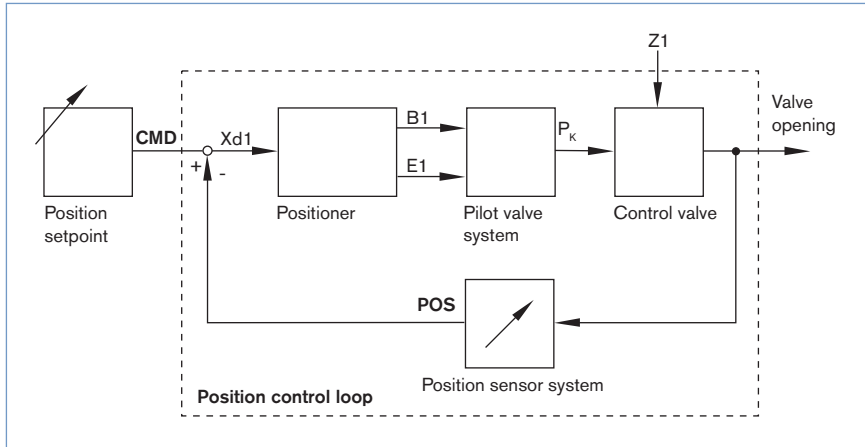 Z1
Valve
opening
CMD
Xd1
B1
E1
P K
+
-
Position
setpoint
Positioner
Pilot valve
system
Control valve
POS
Position sensor system
Position control loop